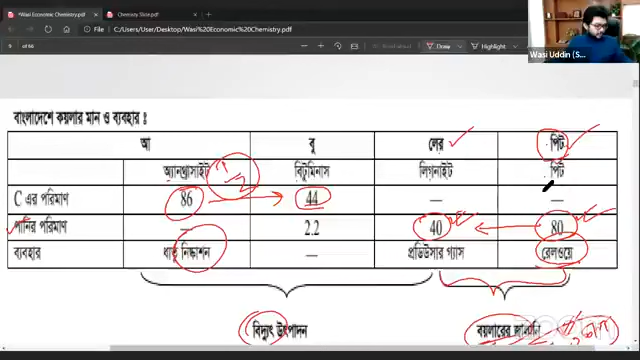 *Wasi Economic Chemistry.pdf
Chemistry Slide.pdf
File
C:/Users/User/Desktop/Wasi%20Economic%20Chemistry.pdf
Draw
Highlight
Wasi Uddin (S...
বাংলাদেশে কয়লার মান ও ব্যবহার :
আ বু লের পিট
অ্যানথ্রাসাইট বিটুমিনাস লিগনাইট পিট
C এর পরিমাণ 86 44 — —
পানির পরিমাণ — 2.2 40 80
ব্যবহার ধাতু নিষ্কাশন — প্রডিউসার গ্যাস রেলওয়ে
বিদ্যুৎ উৎপাদন বয়লারের জ্বালানি
zoom